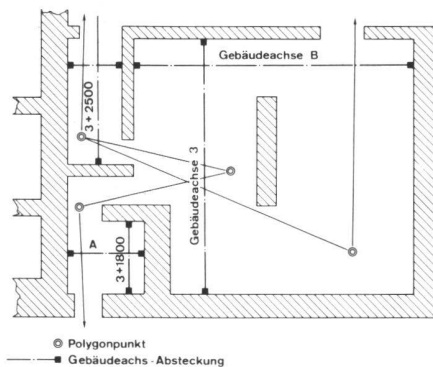 Gebäudeachse B
3 + 2500
Gebäudeachse 3
A
3+1800
Polygonpunkt
Gebäudeachs-Absteckung